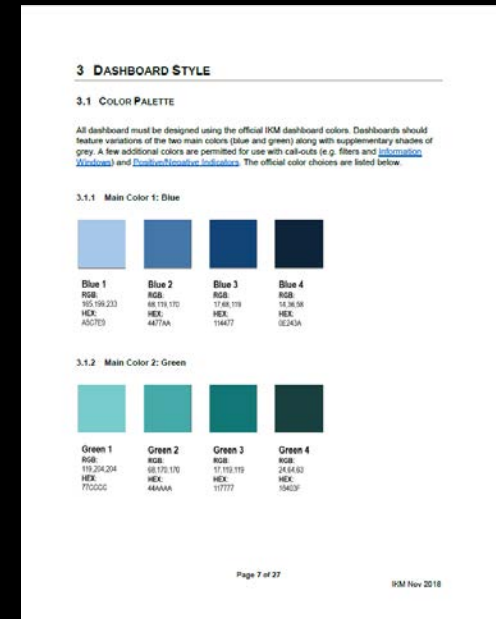 3 DASHBOARD STYLE
3.1 COLOR PALETTE
All dashboard must be designed using the official IKM dashboard colors. Dashboards should
feature variations of the two main colors (blue and green) along with supplementary shades of
grey. A few additional colors are permitted for use with call-outs (e.g. filters and Information
Windows) and Positive/Negative Indicators. The official color choices are listed below.
3.1.1 Main Color 1: Blue
Blue 1 Blue 2 Blue 3 Blue 4
RGB: RGB: RGB: RGB:
165,199,233 68,119,170 17,68,119 14,36,58
HEX: HEX: HEX: HEX:
A5C7E9 4477AA 114477 0E243A
3.1.2 Main Color 2: Green
Green 1 Green 2 Green 3 Green 4
RGB: RGB: RGB: RGB:
119,204,204 68,170,170 17,119,119 24,64,63
HEX: HEX: HEX: HEX:
77CCCC 44AAAA 117777 18403F
Page 7 of 27
IKM Nov 2018